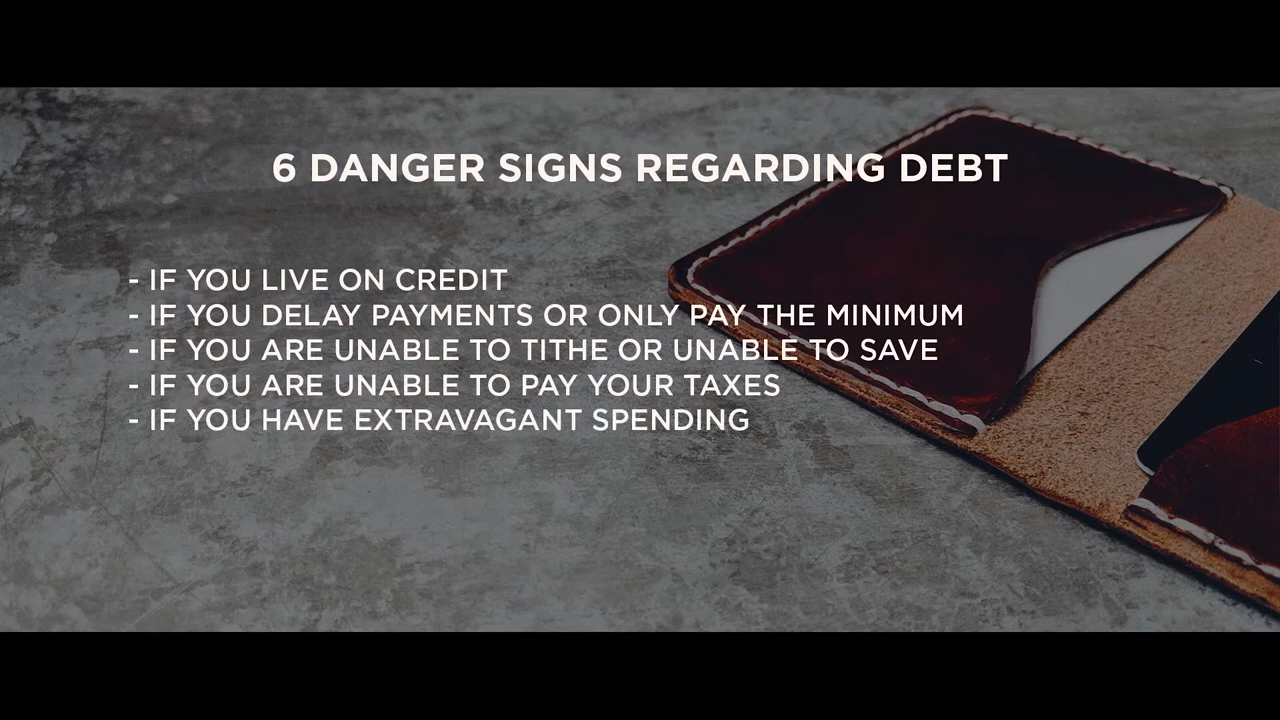 6 DANGER SIGNS REGARDING DEBT
- IF YOU LIVE ON CREDIT
- IF YOU DELAY PAYMENTS OR ONLY PAY THE MINIMUM
- IF YOU ARE UNABLE TO TITHE OR UNABLE TO SAVE
- IF YOU ARE UNABLE TO PAY YOUR TAXES
- IF YOU HAVE EXTRAVAGANT SPENDING